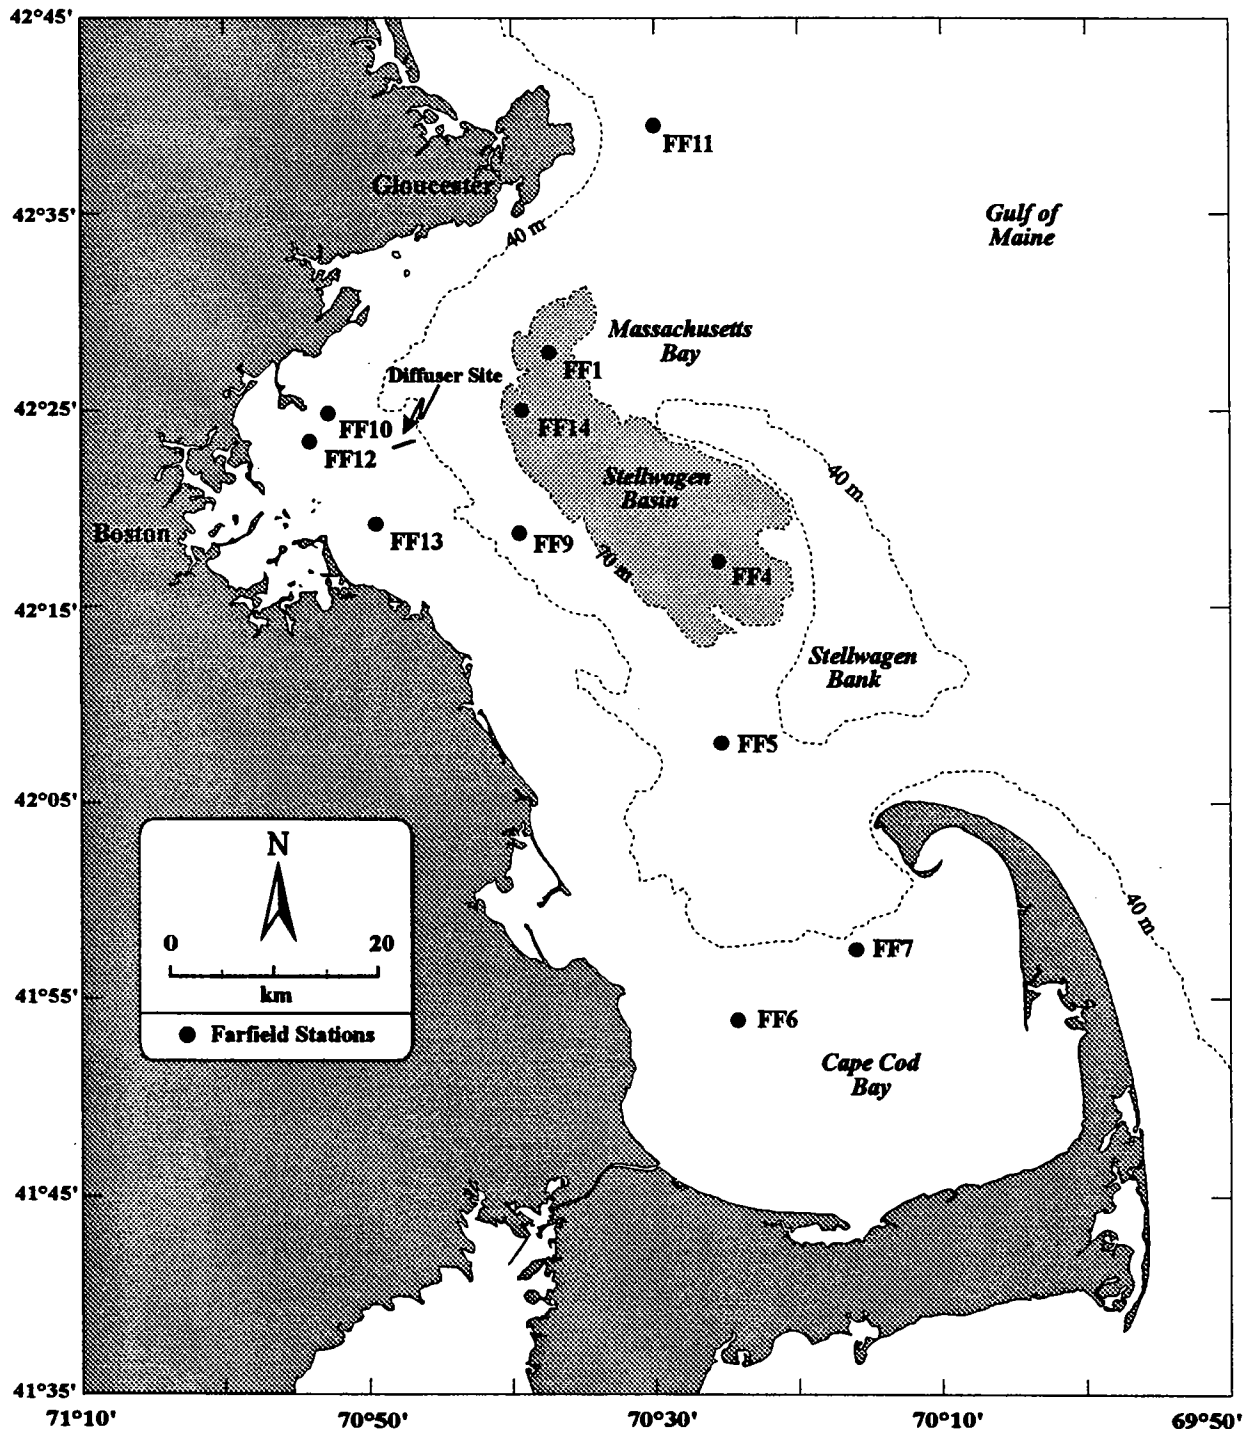 42°45'
FF11
Gloucester
42°35'
40 m
Gulf of
Maine
Massachusetts
Bay
FF1
Diffuser Site
42°25'
FF10
FF14
FF12
Stellwagen
Basin
40 m
Boston
FF13
FF9
70 m
FF4
42°15'
Stellwagen
Bank
FF5
42°05'
N
0 20
km
Farfield Stations
40 m
FF7
41°55'
FF6
Cape Cod
Bay
41°45'
41°35'
71°10' 70°50' 70°30' 70°10' 69°50'